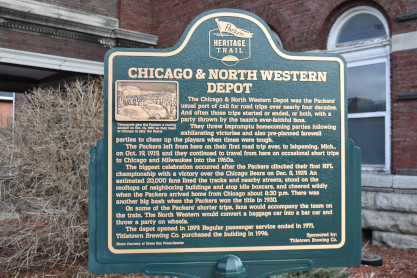 Packers
HERITAGE
TRAIL
CHICAGO & NORTH WESTERN
DEPOT
The Chicago & North Western Depot was the Packers'
usual port of call for road trips over nearly four decades.
And often those trips started or ended, or both, with a
party thrown by the team's ever-faithful fans.
They threw impromptu homecoming parties following
exhilarating victories and also pre-planned farewell
parties to cheer up the players when times were tough.
The Packers left from here on their first road trip ever, to Ishpeming, Mich.,
on Oct. 19, 1919, and they continued to travel from here on occasional short trips
to Chicago and Milwaukee into the 1960s.
The biggest celebration occurred after the Packers clinched their first NFL
championship with a victory over the Chicago Bears on Dec. 8, 1929. An
estimated 20,000 fans lined the tracks and nearby streets, stood on the
rooftops of neighboring buildings and atop idle boxcars, and cheered wildly
when the Packers arrived home from Chicago about 8:30 p.m. There was
another big bash when the Packers won the title in 1930.
On some of the Packers' shorter trips, fans would accompany the team on
the train. The North Western would convert a baggage car into a bar car and
throw a party on wheels.
The depot opened in 1899. Regular passenger service ended in 1971.
Titletown Brewing Co. purchased the building in 1996.
Sponsored by:
Titletown Brewing Co.